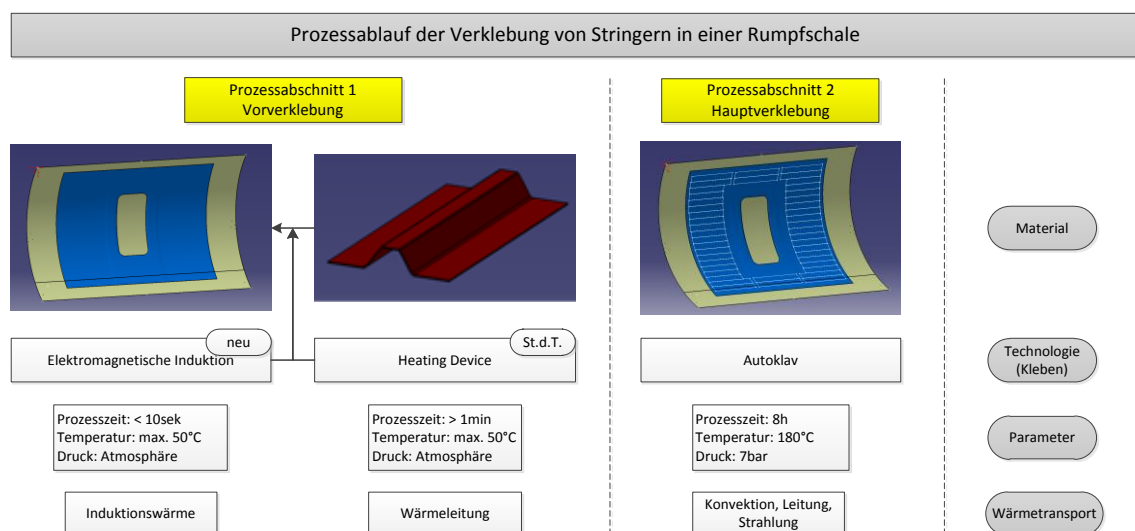 Prozessablauf der Verklebung von Stringern in einer Rumpfschale
Prozessabschnitt 1
Vorverklebung
Prozessabschnitt 2
Hauptverklebung
Material
neu
Elektromagnetische Induktion
St.d.T.
Heating Device
Autoklav
Technologie
(Kleben)
Prozesszeit: < 10sek
Temperatur: max. 50°C
Druck: Atmosphäre
Prozesszeit: > 1min
Temperatur: max. 50°C
Druck: Atmosphäre
Prozesszeit: 8h
Temperatur: 180°C
Druck: 7bar
Parameter
Induktionswärme
Wärmeleitung
Konvektion, Leitung,
Strahlung
Wärmetransport